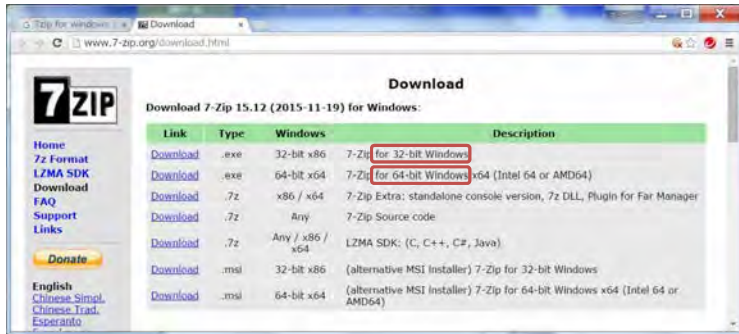 7zip for windows
Download
www.7-zip.org/download.html
7ZIP
Home
7z Format
LZMA SDK
Download
FAQ
Support
Links
Donate
English
Chinese Simpl.
Chinese Trad.
Esperanto
Download
Download 7-Zip 15.12 (2015-11-19) for Windows:
Link Type Windows Description
Download .exe 32-bit x86 7-Zip for 32-bit Windows
Download .exe 64-bit x64 7-Zip for 64-bit Windows x64 (Intel 64 or AMD64)
Download .7z x86 / x64 7-Zip Extra: standalone console version, 7z DLL, Plugin for Far Manager
Download .7z Any 7-Zip Source code
Download .7z Any / x86 / x64 LZMA SDK: (C, C++, C#, Java)
Download .msi 32-bit x86 (alternative MSI installer) 7-Zip for 32-bit Windows
Download .msi 64-bit x64 (alternative MSI installer) 7-Zip for 64-bit Windows x64 (Intel 64 or
AMD64)